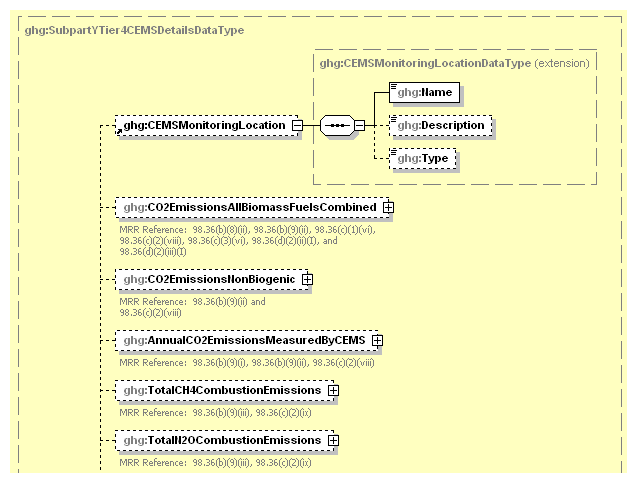 ghg:SubpartYTier4CEMSDetailsDataType
ghg:CEMSMonitoringLocationDataType (extension)
ghg:Name
ghg:CEMSMonitoringLocation
ghg:Description
ghg:Type
ghg:CO2EmissionsAllBiomassFuelsCombined
MRR Reference: 98.36(b)(8)(ii), 98.36(b)(9)(ii), 98.36(c)(1)(vi),
98.36(c)(2)(viii), 98.36(c)(3)(vi), 98.36(d)(2)(ii)(I), and
98.36(d)(2)(iii)(I)
ghg:CO2EmissionsNonBiogenic
MRR Reference: 98.36(b)(9)(ii) and
98.36(c)(2)(viii)
ghg:AnnualCO2EmissionsMeasuredByCEMS
MRR Reference: 98.36(b)(9)(i), 98.36(b)(9)(ii), 98.36(c)(2)(viii)
ghg:TotalCH4CombustionEmissions
MRR Reference: 98.36(b)(9)(iii), 98.36(c)(2)(ix)
ghg:TotalN2OCombustionEmissions
MRR Reference: 98.36(b)(9)(iii), 98.36(c)(2)(ix)